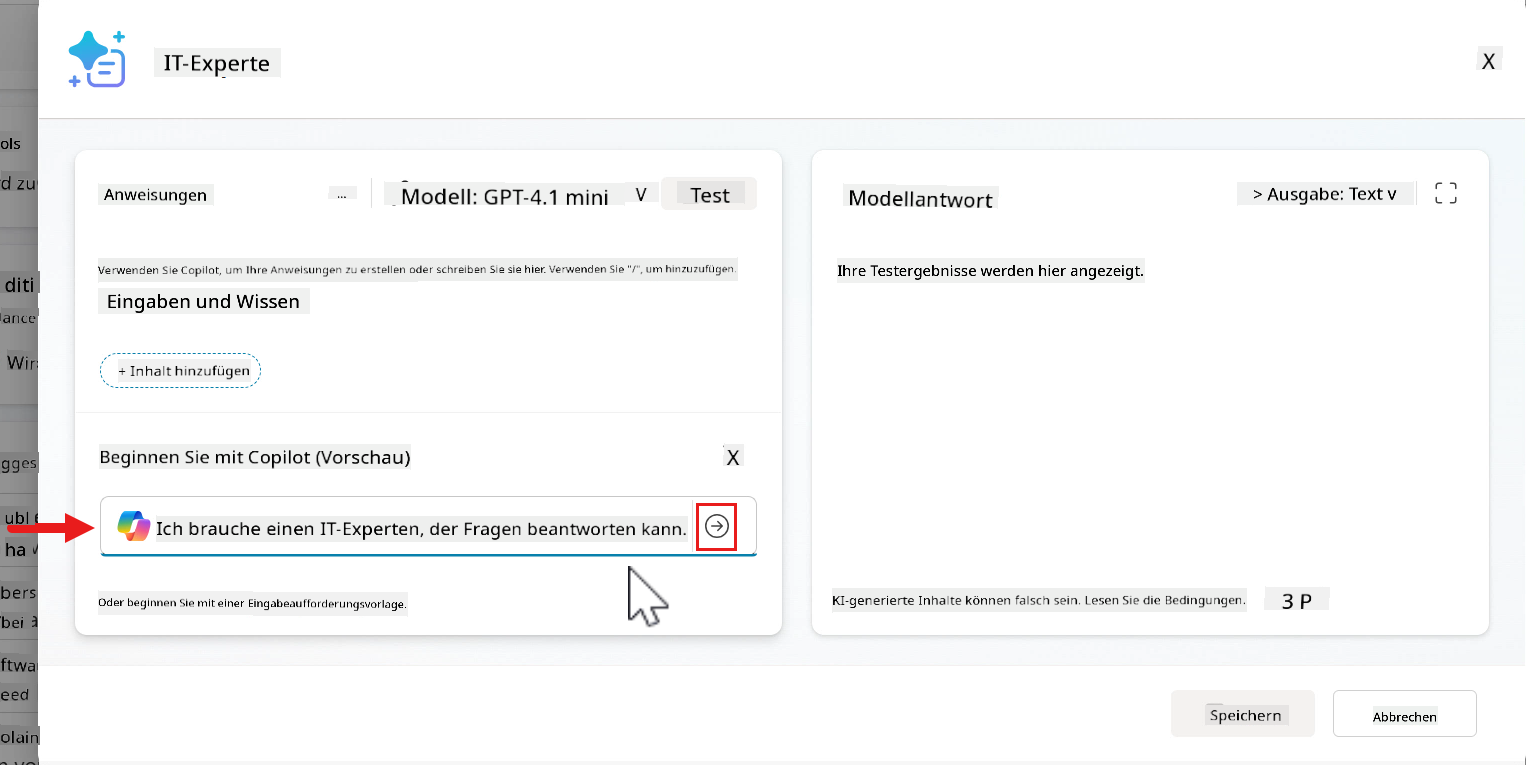 IT-Experte
X
ols
d zu
diti
Jance
Anweisungen
...
Modell: GPT-4.1 mini
V
Test
Verwenden Sie Copilot, um Ihre Anweisungen zu erstellen oder schreiben Sie sie hier. Verwenden Sie "/", um hinzuzufügen.
Eingaben und Wissen
+ Inhalt hinzufügen
Beginnen Sie mit Copilot (Vorschau)
X
Ich brauche einen IT-Experten, der Fragen beantworten kann.
Oder beginnen Sie mit einer Eingabeaufforderungsvorlage.
Modellantwort
> Ausgabe: Text v
Ihre Testergebnisse werden hier angezeigt.
KI-generierte Inhalte können falsch sein. Lesen Sie die Bedingungen.
3 P
gges
ubl
ha
bers
bei
ftwa
eed
olain
Speichern
Abbrechen